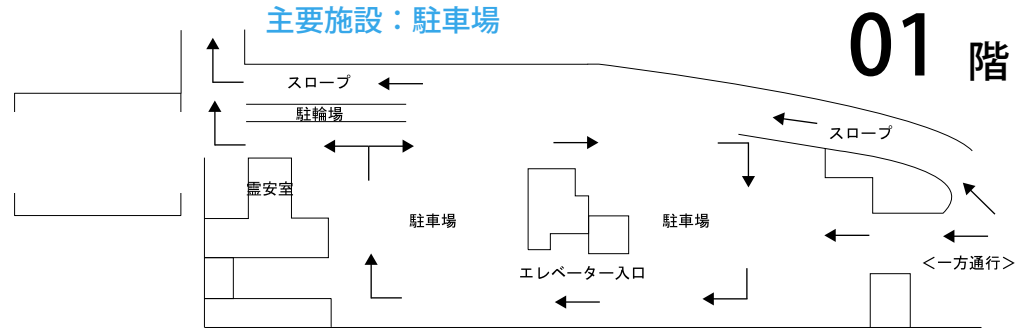 主要施設：駐車場
01階
スロープ
駐輪場
スロープ
霊安室
駐車場
駐車場
エレベーター入口
＜一方通行＞